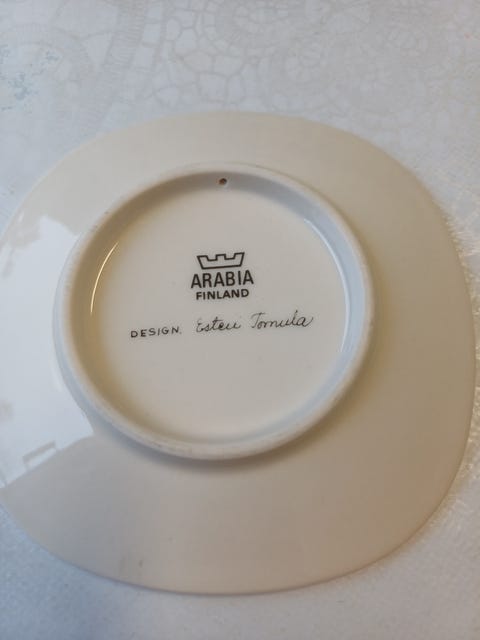 ARABIA
FINLAND
DESIGN. Esteri Tomula